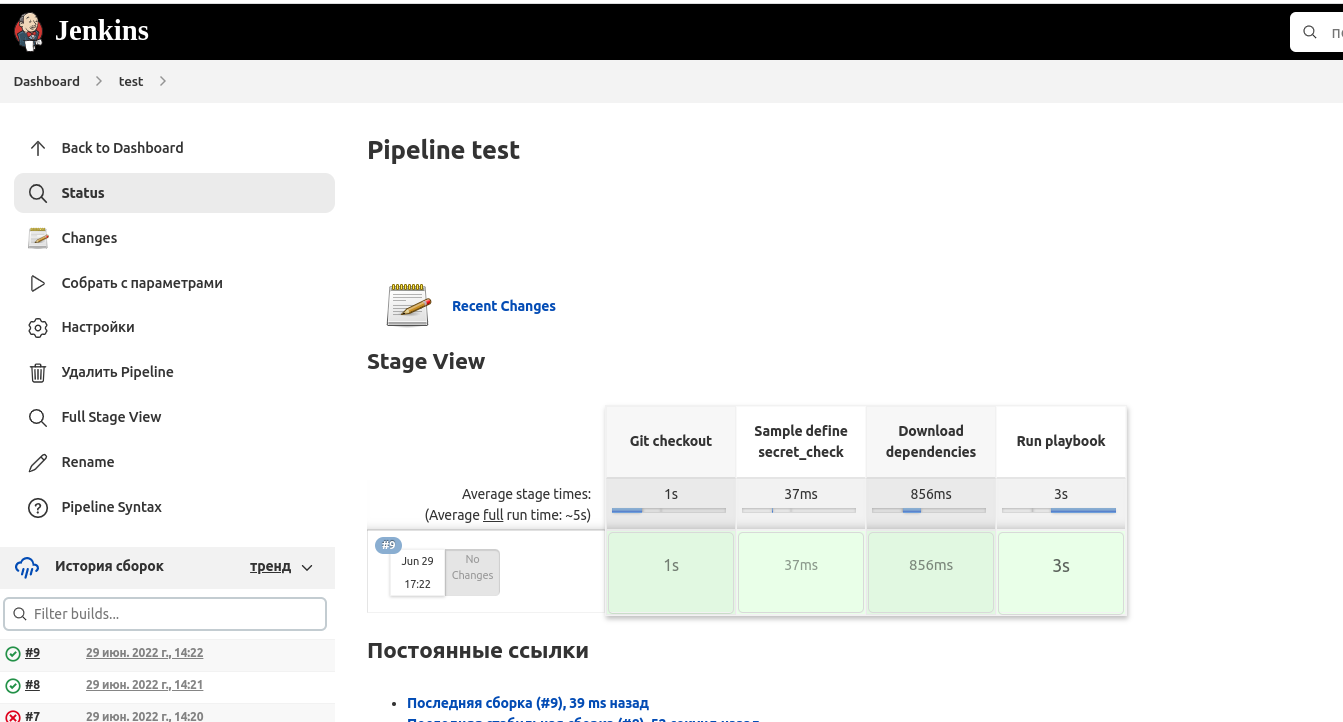 Jenkins
Dashboard
test
Back to Dashboard
Status
Changes
Собрать с параметрами
Настройки
Удалить Pipeline
Full Stage View
Rename
Pipeline Syntax
История сборок
тренд
Filter builds...
#9
29 июн. 2022 г., 14:22
#8
29 июн. 2022 г., 14:21
#7
29 июн. 2022 г., 14:20
Pipeline test
Recent Changes
Stage View
Git checkout
Sample define
secret_check
Download
dependencies
Run playbook
Average stage times:
(Average full run time: ~5s)
1s
37ms
856ms
3s
#9
Jun 29
17:22
No
Changes
1s
37ms
856ms
3s
Постоянные ссылки
Последняя сборка (#9), 39 ms назад